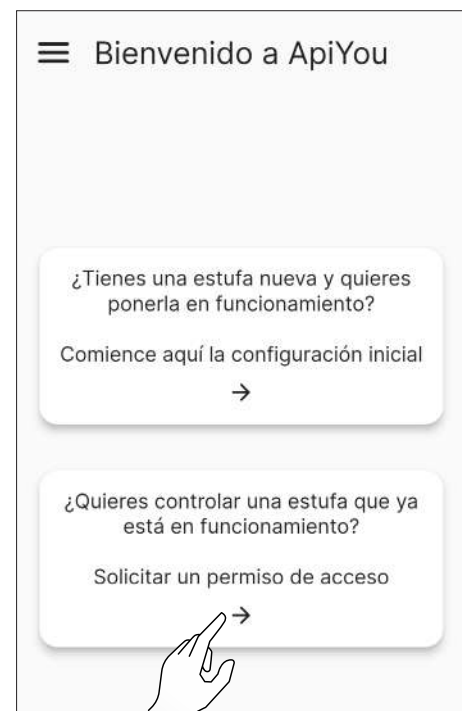 Bienvenido a ApiYou
¿Tienes una estufa nueva y quieres
ponerla en funcionamiento?
Comience aquí la configuración inicial
¿Quieres controlar una estufa que ya
está en funcionamiento?
Solicitar un permiso de acceso